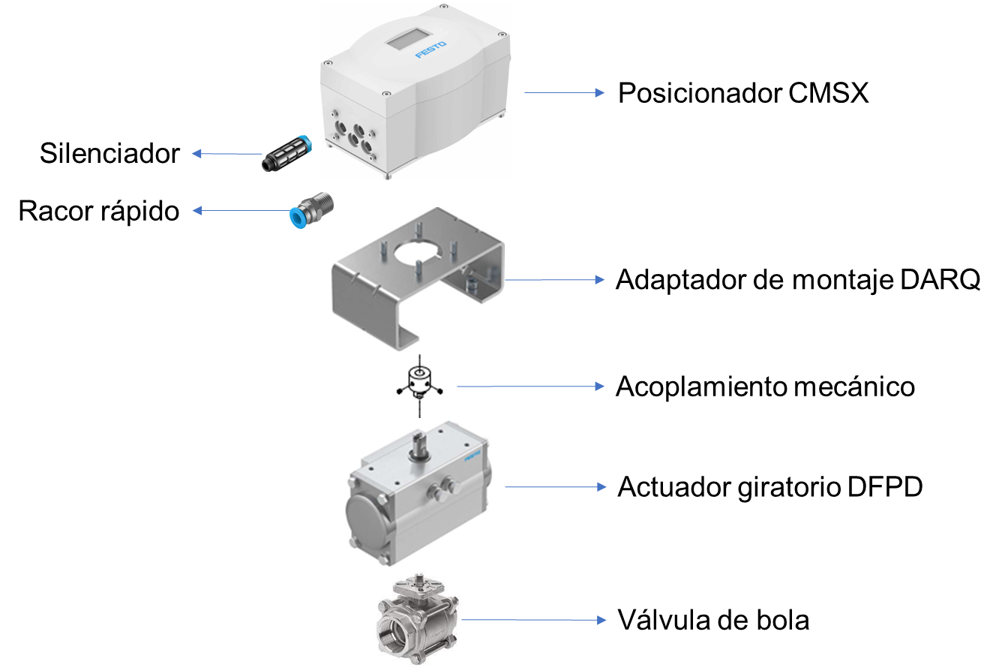 FESTO
Posicionador CMSX
Silenciador
Racor rápido
Adaptador de montaje DARQ
Acoplamiento mecánico
FESTO
Actuador giratorio DFPD
Válvula de bola